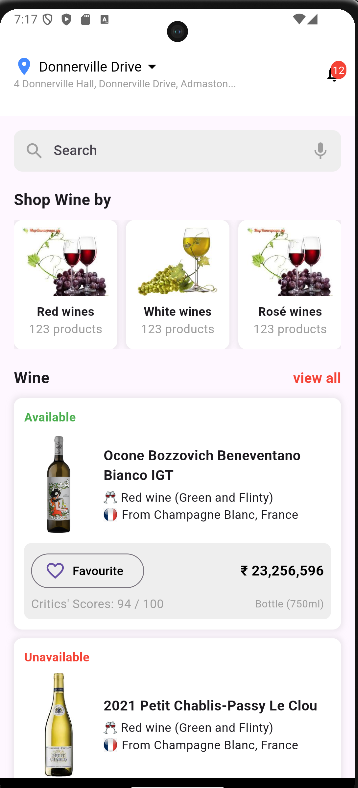 7:17
Donnerville Drive
12
4 Donnerville Hall, Donnerville Drive, Admaston...
Search
Shop Wine by
Red wines
123 products
White wines
123 products
Rosé wines
123 products
Wine
view all
Available
Ocone Bozzovich Beneventano
Bianco IGT
Red wine (Green and Flinty)
From Champagne Blanc, France
Favourite
₹ 23,256,596
Critics' Scores: 94 / 100
Bottle (750ml)
Unavailable
2021 Petit Chablis-Passy Le Clou
Red wine (Green and Flinty)
From Champagne Blanc, France